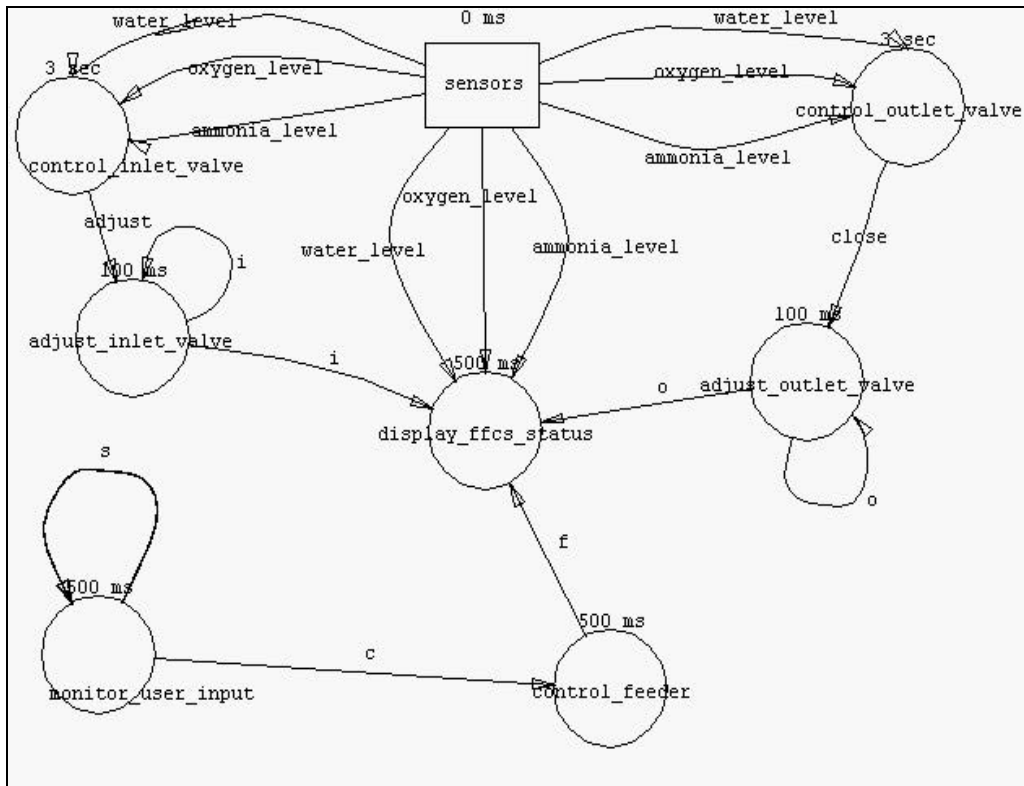 water_level
0 ms
water_level
3 sec
oxygen_level
sensors
oxygen_level
3 sec
ammonia_level
control_outlet_valve
control_inlet_valve
ammonia_level
adjust
oxygen_level
water_level
ammonia_level
close
i
100 ms
adjust_inlet_valve
i
500 ms
100 ms
o
adjust_outlet_valve
display_ffcs_status
s
o
f
500 ms
500 ms
c
monitor_user_input
control_feeder